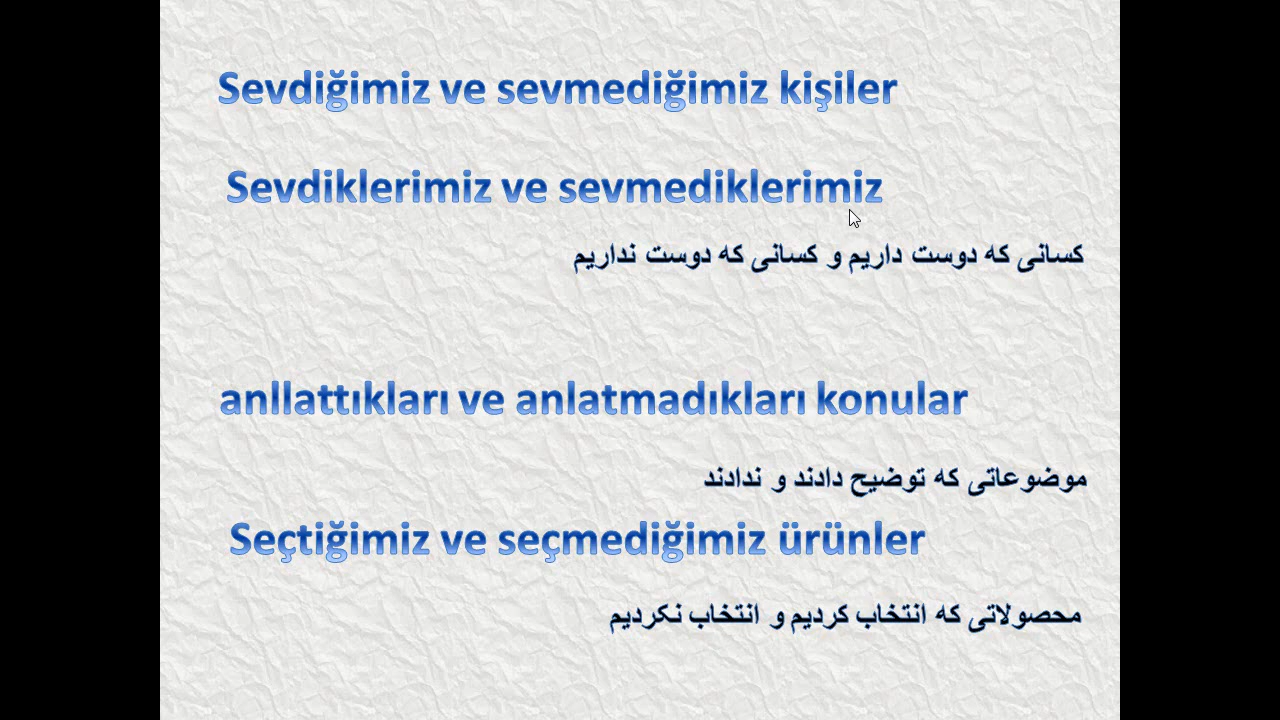 Sevdiğimiz ve sevmediğimiz kişiler
Sevdiklerimiz ve sevmediklerimiz
کسانی که دوست داریم و کسانی که دوست نداریم
anllattıkları ve anlatmadıkları konular
موضوعاتی که توضیح دادند و ندادند
Seçtiğimiz ve seçmediğimiz ürünler
محصولاتی که انتخاب کردیم و انتخاب نکردیم